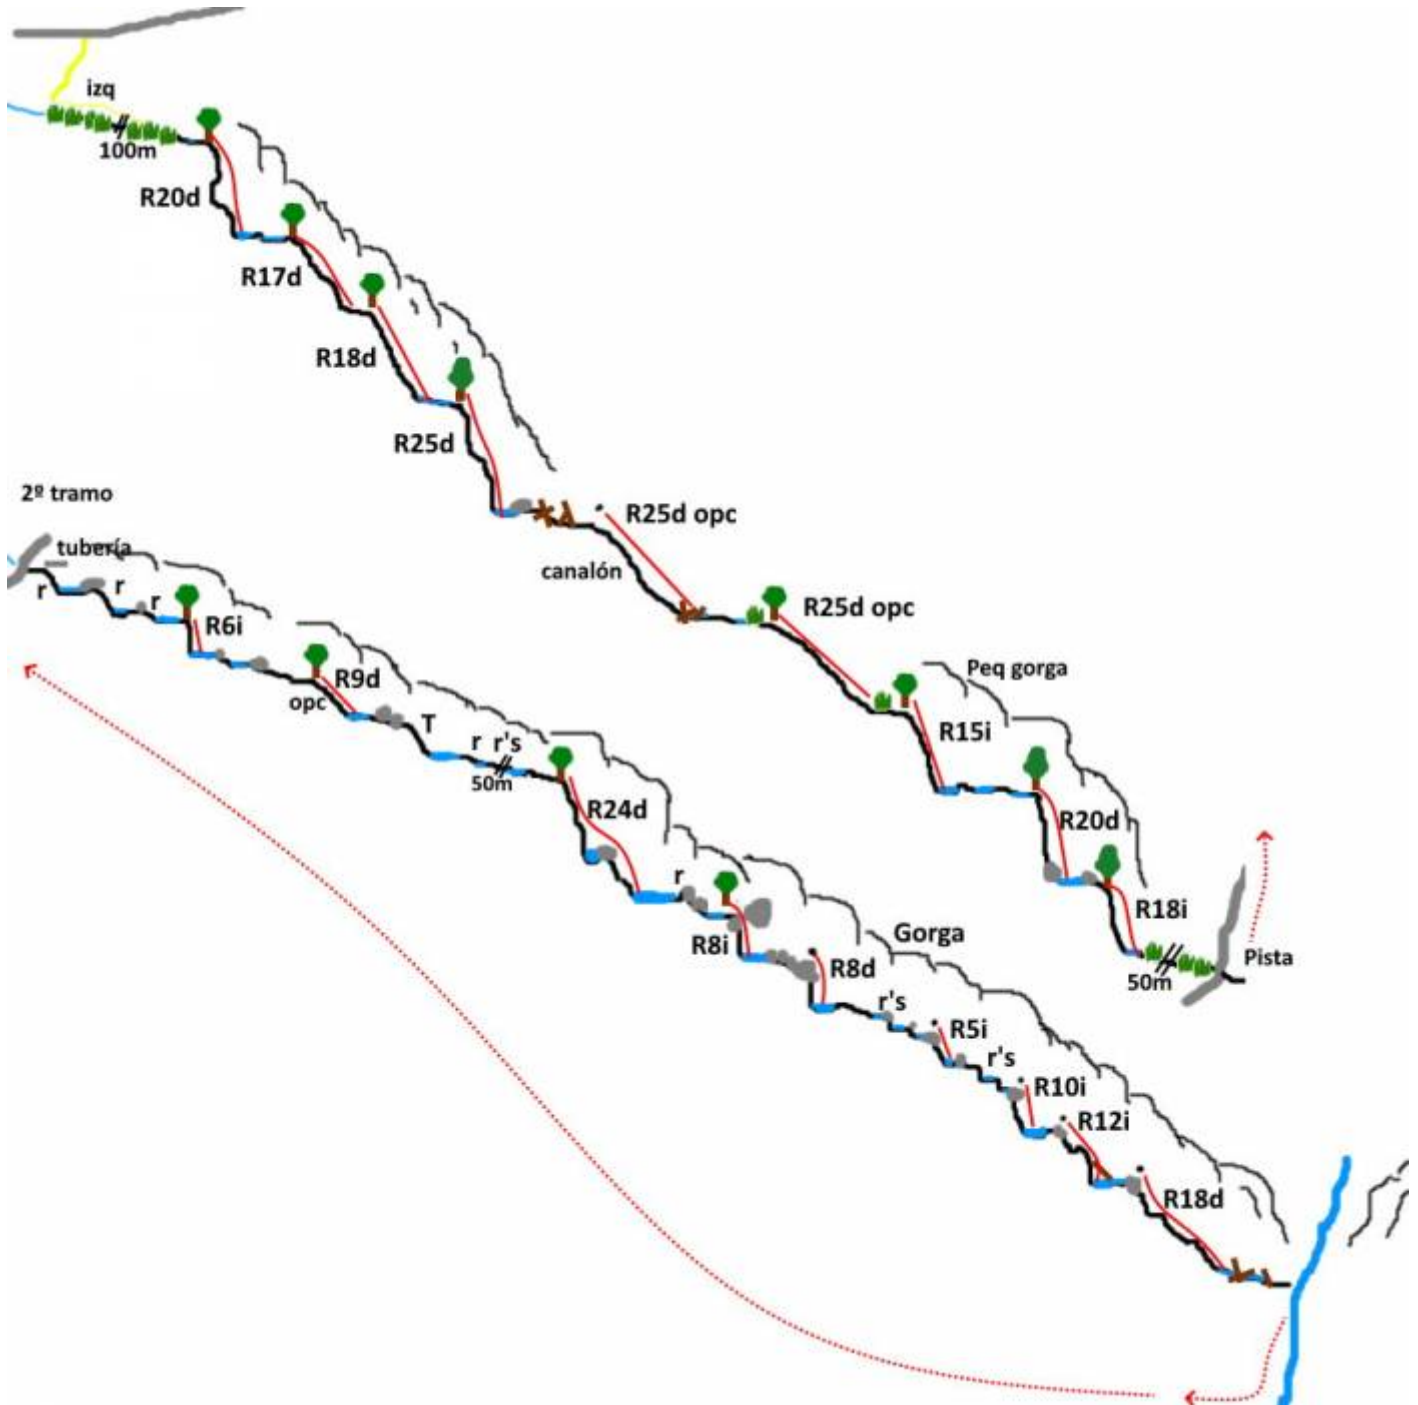 izq
100m
R20d
R17d
R18d
R25d
R25d opc
canalón
R25d opc
Peq gorga
R15i
R20d
R18i
50m
Pista
2º tramo
tubería
r
r
r
R6i
R9d
opc
T
r r's
50m
R24d
r
R8i
R8d
Gorga
r's
R5i
r's
R10i
R12i
R18d